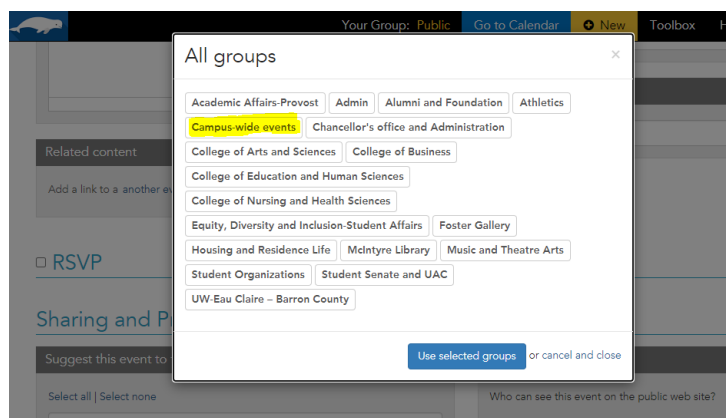 Your Group: Public Go to Calendar New Toolbox
All groups ×
Academic Affairs-Provost Admin Alumni and Foundation Athletics
Campus-wide events Chancellor's office and Administration
Related content
College of Arts and Sciences College of Business
College of Education and Human Sciences
Add a link to a another
College of Nursing and Health Sciences
Equity, Diversity and Inclusion-Student Affairs Foster Gallery
Housing and Residence Life McIntyre Library Music and Theatre Arts
RSVP
Student Organizations Student Senate and UAC
UW-Eau Claire – Barron County
Sharing and
Suggest this event to
Use selected groups or cancel and close
Select all | Select none
Who can see this event on the public web site?